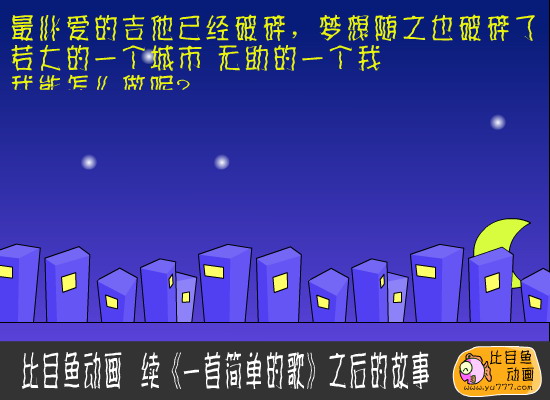 最心爱的吉他已经破碎，梦想随之也破碎了
若大的一个城市 无助的一个我
我能怎么做呢?
比目鱼动画 续《一首简单的歌》之后的故事
比目鱼
动画
www.yu777.com